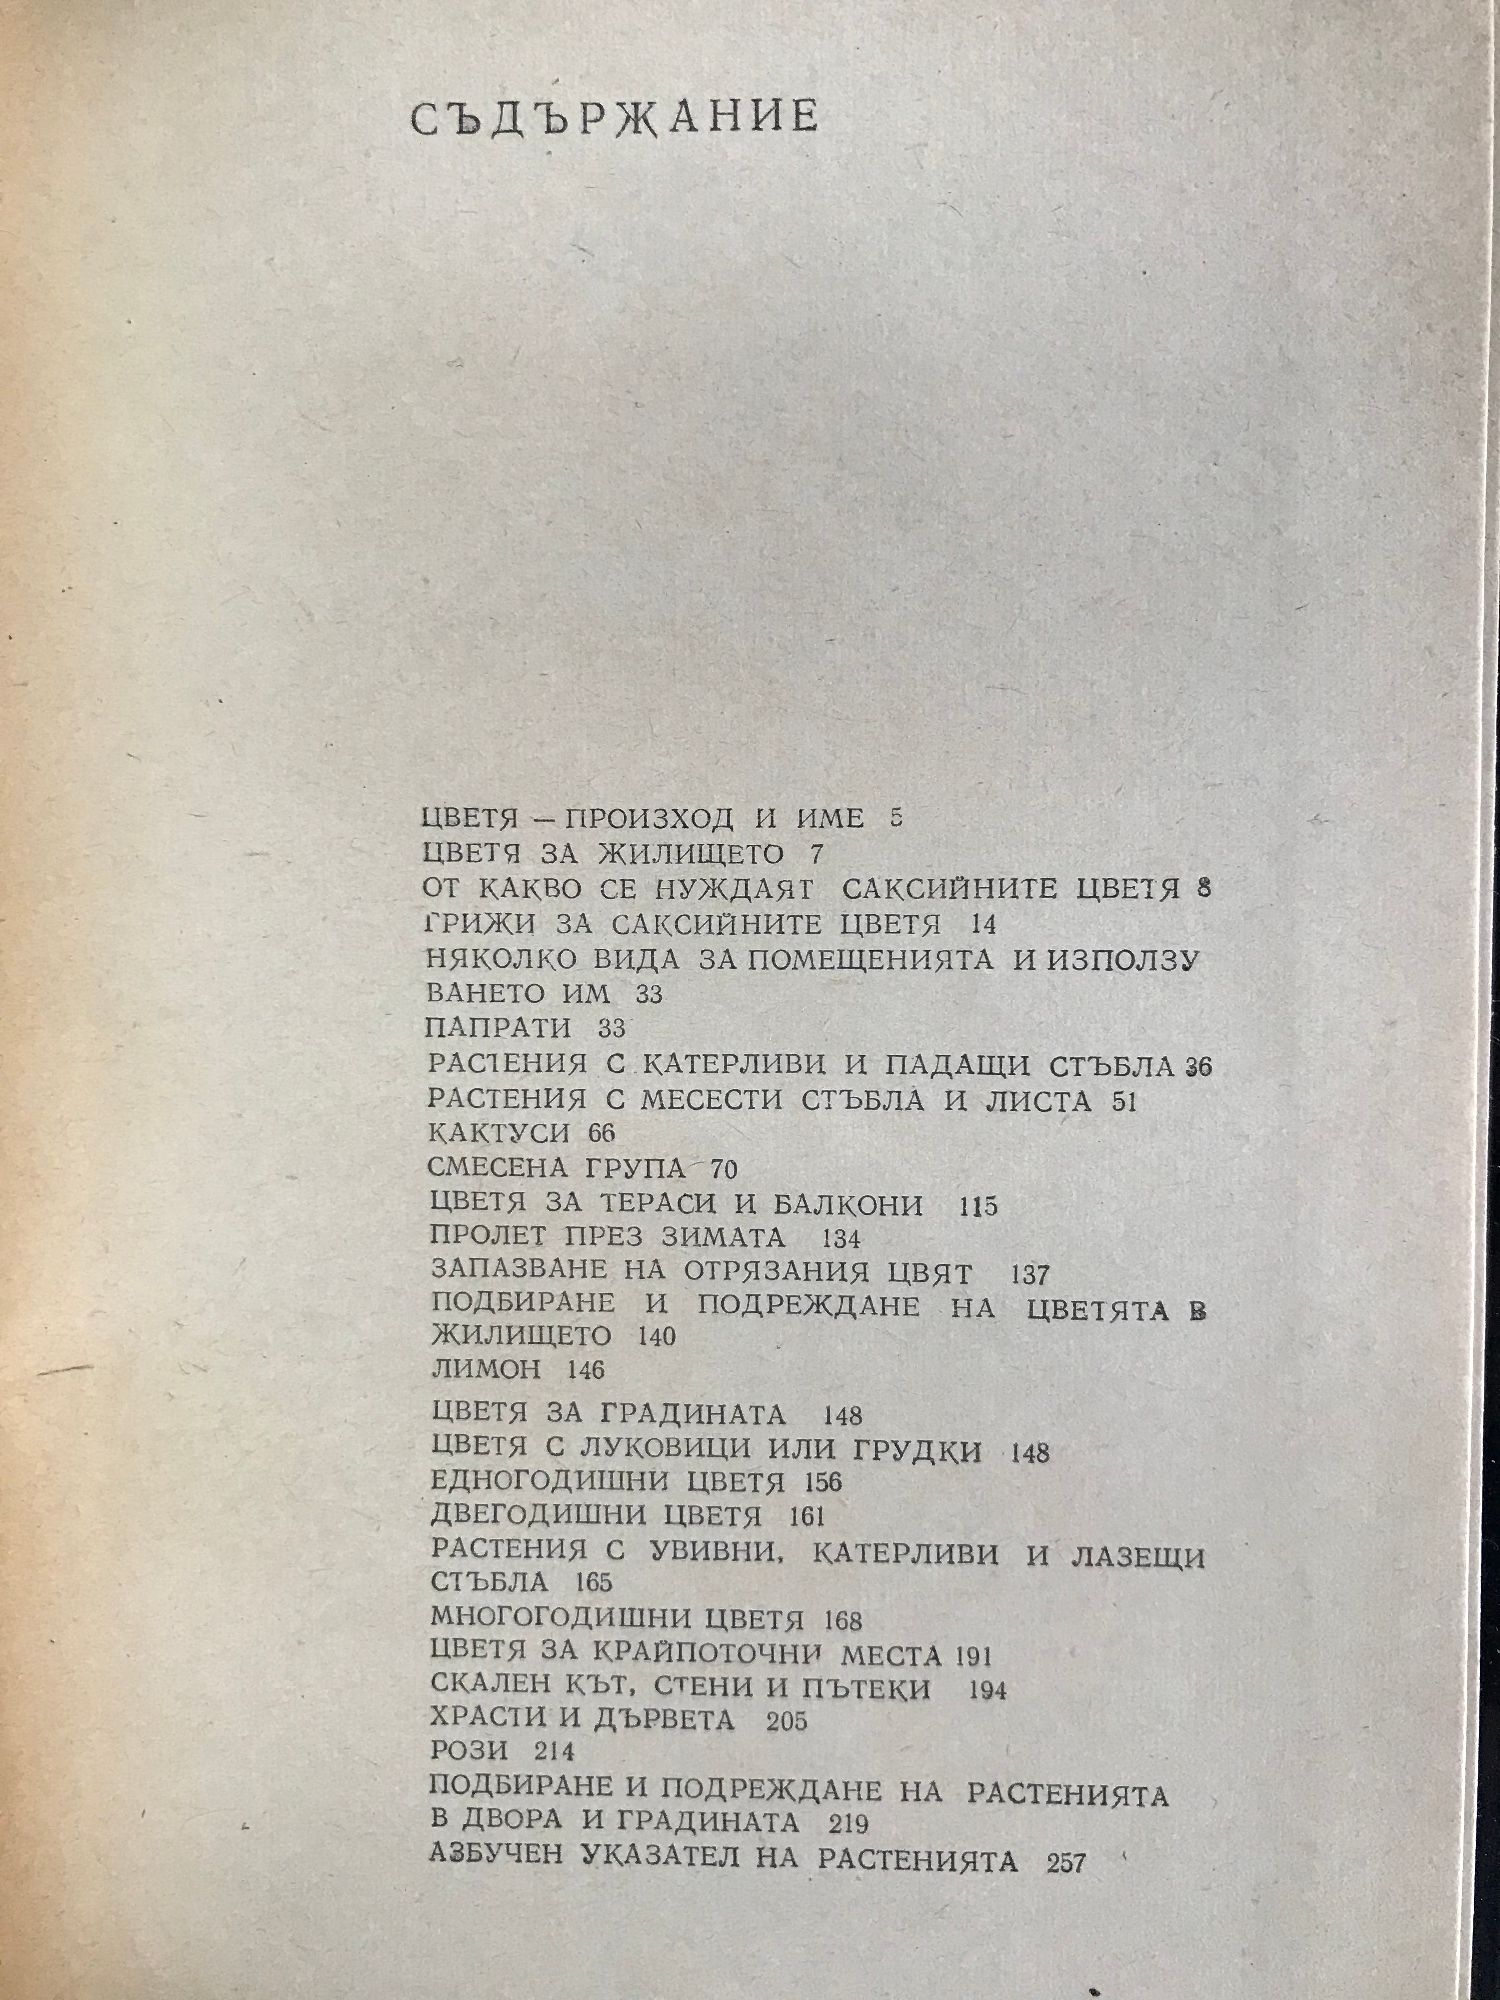 СЪДЪРЖАНИЕ
ЦВЕТЯ — ПРОИЗХОД И ИМЕ 5
ЦВЕТЯ ЗА ЖИЛИЩЕТО 7
ОТ КАКВО СЕ НУЖДАЯТ САКСИЙНИТЕ ЦВЕТЯ 8
ГРИЖИ ЗА САКСИЙНИТЕ ЦВЕТЯ 14
НЯКОЛКО ВИДА ЗА ПОМЕЩЕНИЯТА И ИЗПОЛЗУ
ВАНЕТО ИМ 33
ПАПРАТИ 33
РАСТЕНИЯ С КАТЕРЛИВИ И ПАДАЩИ СТЪБЛА 36
РАСТЕНИЯ С МЕСЕСТИ СТЪБЛА И ЛИСТА 51
КАКТУСИ 66
СМЕСЕНА ГРУПА 70
ЦВЕТЯ ЗА ТЕРАСИ И БАЛКОНИ 115
ПРОЛЕТ ПРЕЗ ЗИМАТА 134
ЗАПАЗВАНЕ НА ОТРЯЗАНИЯ ЦВЯТ 137
ПОДБИРАНЕ И ПОДРЕЖДАНЕ НА ЦВЕТЯТА В
ЖИЛИЩЕТО 140
ЛИМОН 146
ЦВЕТЯ ЗА ГРАДИНАТА 148
ЦВЕТЯ С ЛУКОВИЦИ ИЛИ ГРУДКИ 148
ЕДНОГОДИШНИ ЦВЕТЯ 156
ДВЕГОДИШНИ ЦВЕТЯ 161
РАСТЕНИЯ С УВИВНИ, КАТЕРЛИВИ И ЛАЗЕЩИ
СТЪБЛА 165
МНОГОГОДИШНИ ЦВЕТЯ 168
ЦВЕТЯ ЗА КРАЙПОТОЧНИ МЕСТА 191
СКАЛЕН КЪТ, СТЕНИ И ПЪТЕКИ 194
ХРАСТИ И ДЪРВЕТА 205
РОЗИ 214
ПОДБИРАНЕ И ПОДРЕЖДАНЕ НА РАСТЕНИЯТА
В ДВОРА И ГРАДИНАТА 219
АЗБУЧЕН УКАЗАТЕЛ НА РАСТЕНИЯТА 257